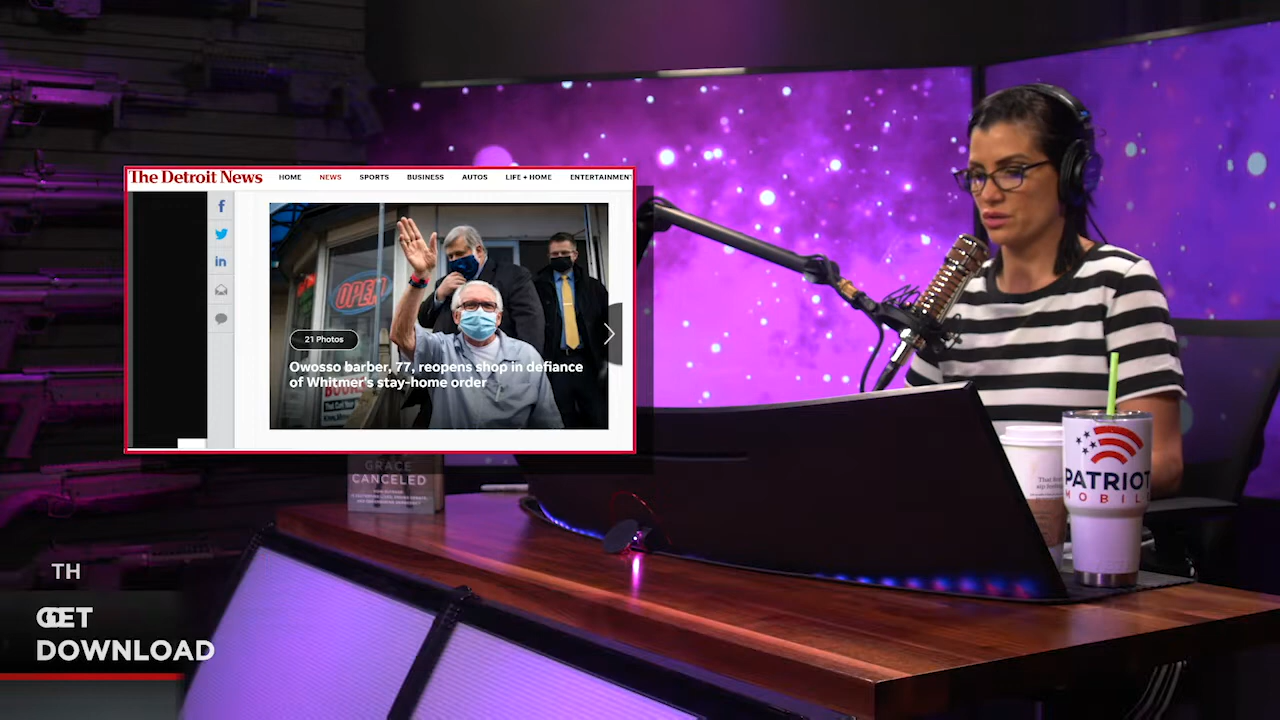 The Detroit News
HOME NEWS SPORTS BUSINESS AUTOS LIFE + HOME ENTERTAINMENT
OPEN
21 Photos
Owosso barber, 77, reopens shop in defiance
of Whitmer's stay-home order
GRACE
CANCELED
PATRIOT
MOBIL
TH
GET
DOWNLOAD